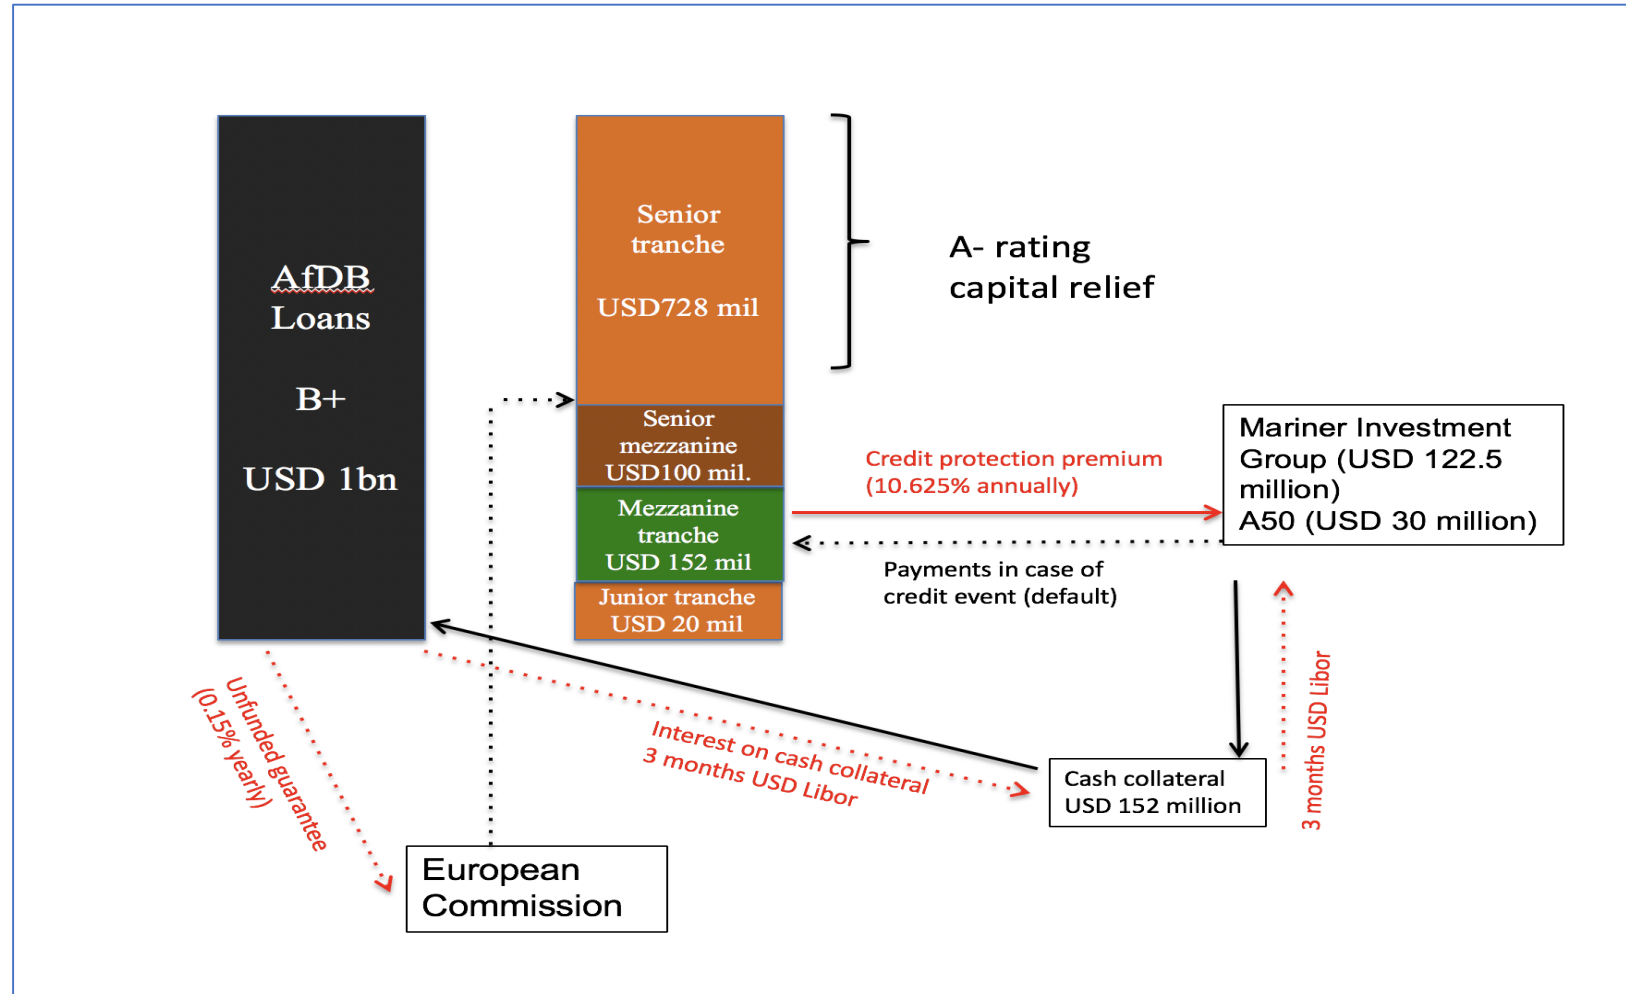 AfDB
Loans
B+
USD 1bn
Senior
tranche
USD728 mil
Senior
mezzanine
USD100 mil.
Mezzanine
tranche
USD 152 mil
Junior tranche
USD 20 mil
A- rating
capital relief
Credit protection premium
(10.625% annually)
Payments in case of
credit event (default)
Mariner Investment
Group (USD 122.5
million)
A50 (USD 30 million)
Unfunded guarantee
(0.15% yearly)
Interest on cash collateral
3 months USD Libor
Cash collateral
USD 152 million
3 months USD Libor
European
Commission